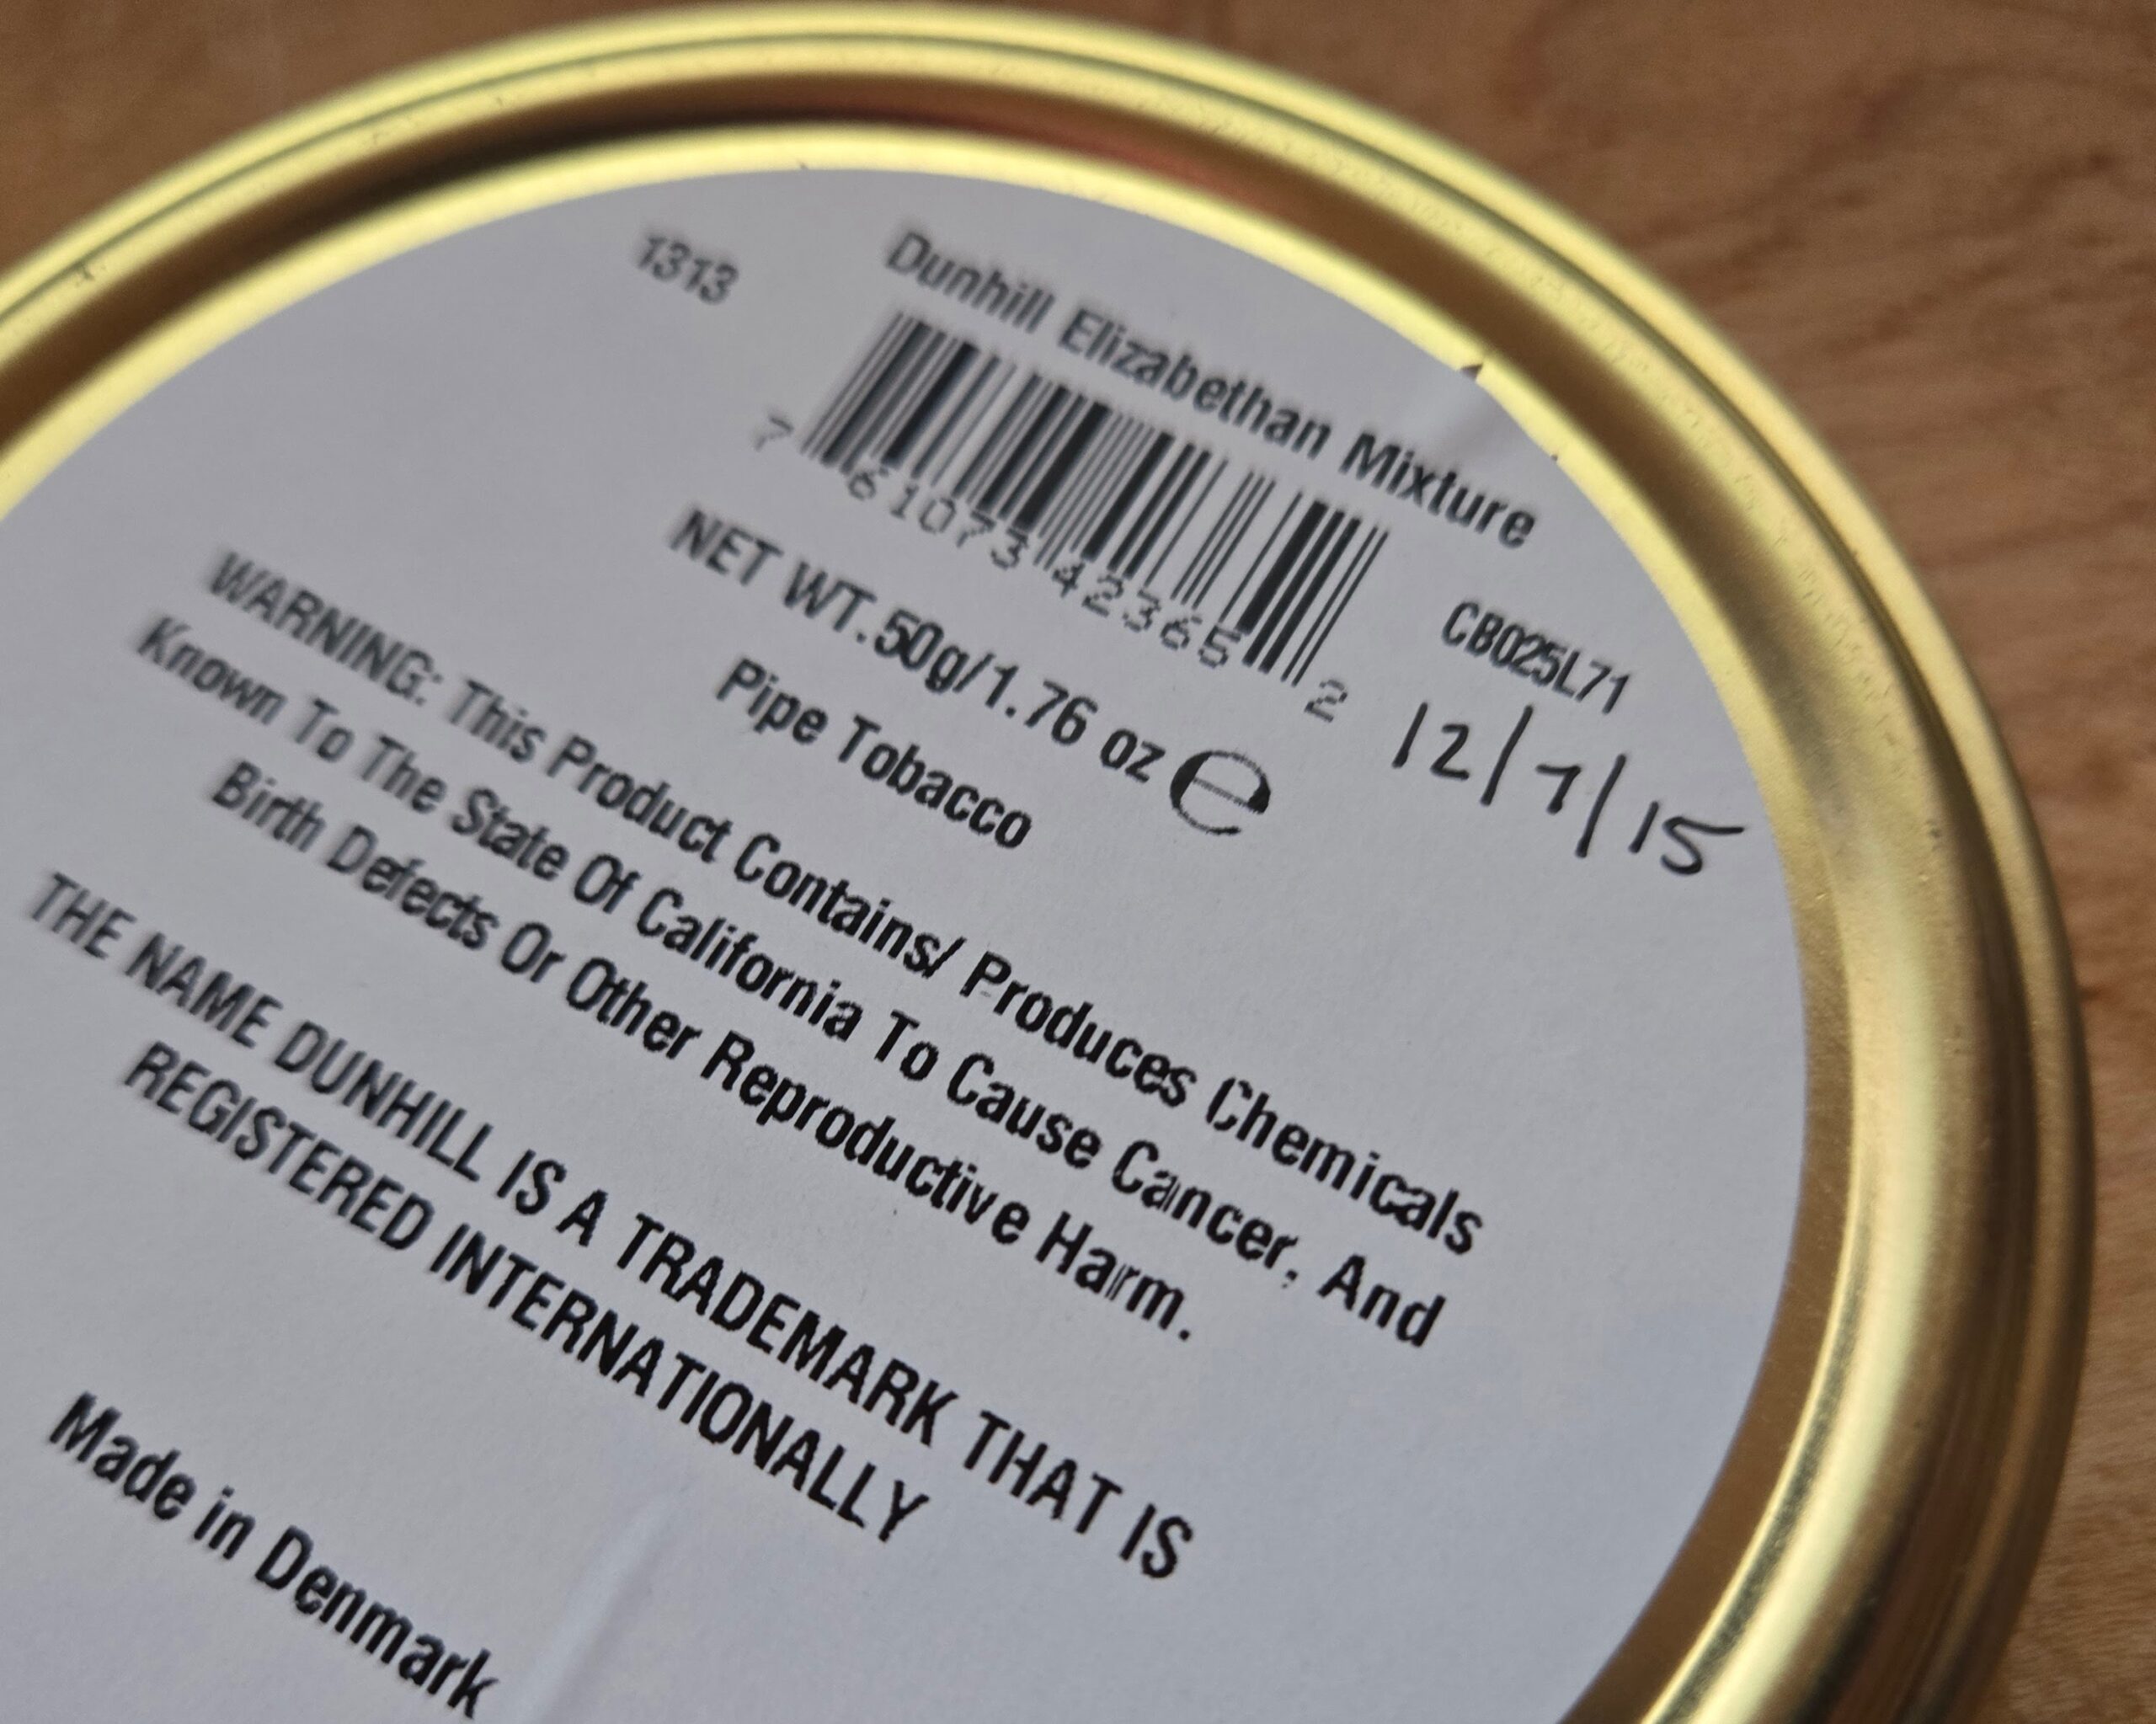 1313
Dunhill Elizabethan Mixture
7 61073 42365 2
CB025L71
12/7/15
NET WT.50g/1.76 oz e
Pipe Tobacco
WARNING: This Product Contains/ Produces Chemicals
Known To The State Of California To Cause Cancer, And
Birth Defects Or Other Reproductive Harm.
THE NAME DUNHILL IS A TRADEMARK THAT IS
REGISTERED INTERNATIONALLY
Made in Denmark